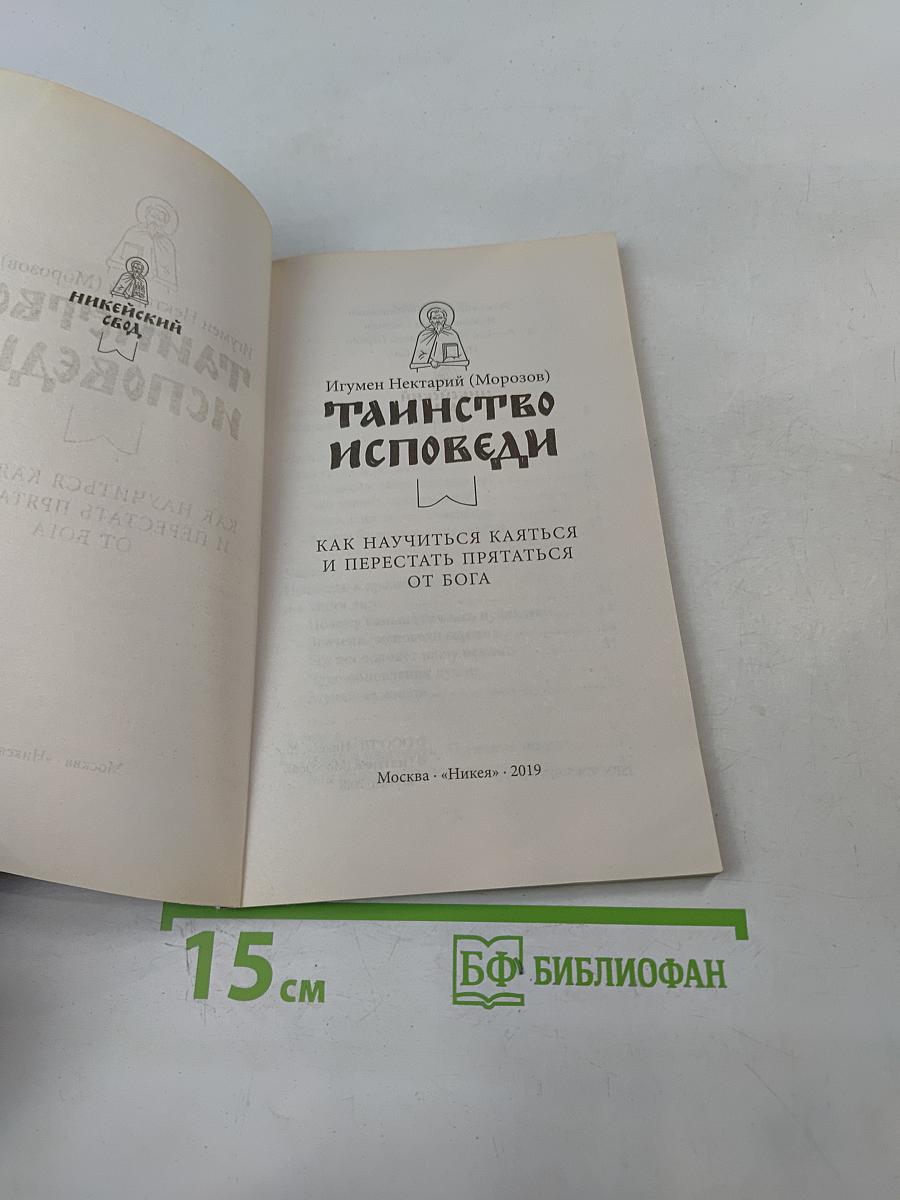 НИКЕЙСКИЙ
СВОД
Игумен Нектарий (Морозов)
ТАИНСТВО
ИСПОВЕДИ
КАК НАУЧИТЬСЯ КАЯТЬСЯ
И ПЕРЕСТАТЬ ПРЯТАТЬСЯ
ОТ БОГА
Москва · «Никея» · 2019
15 см
БФ БИБЛИОФАН